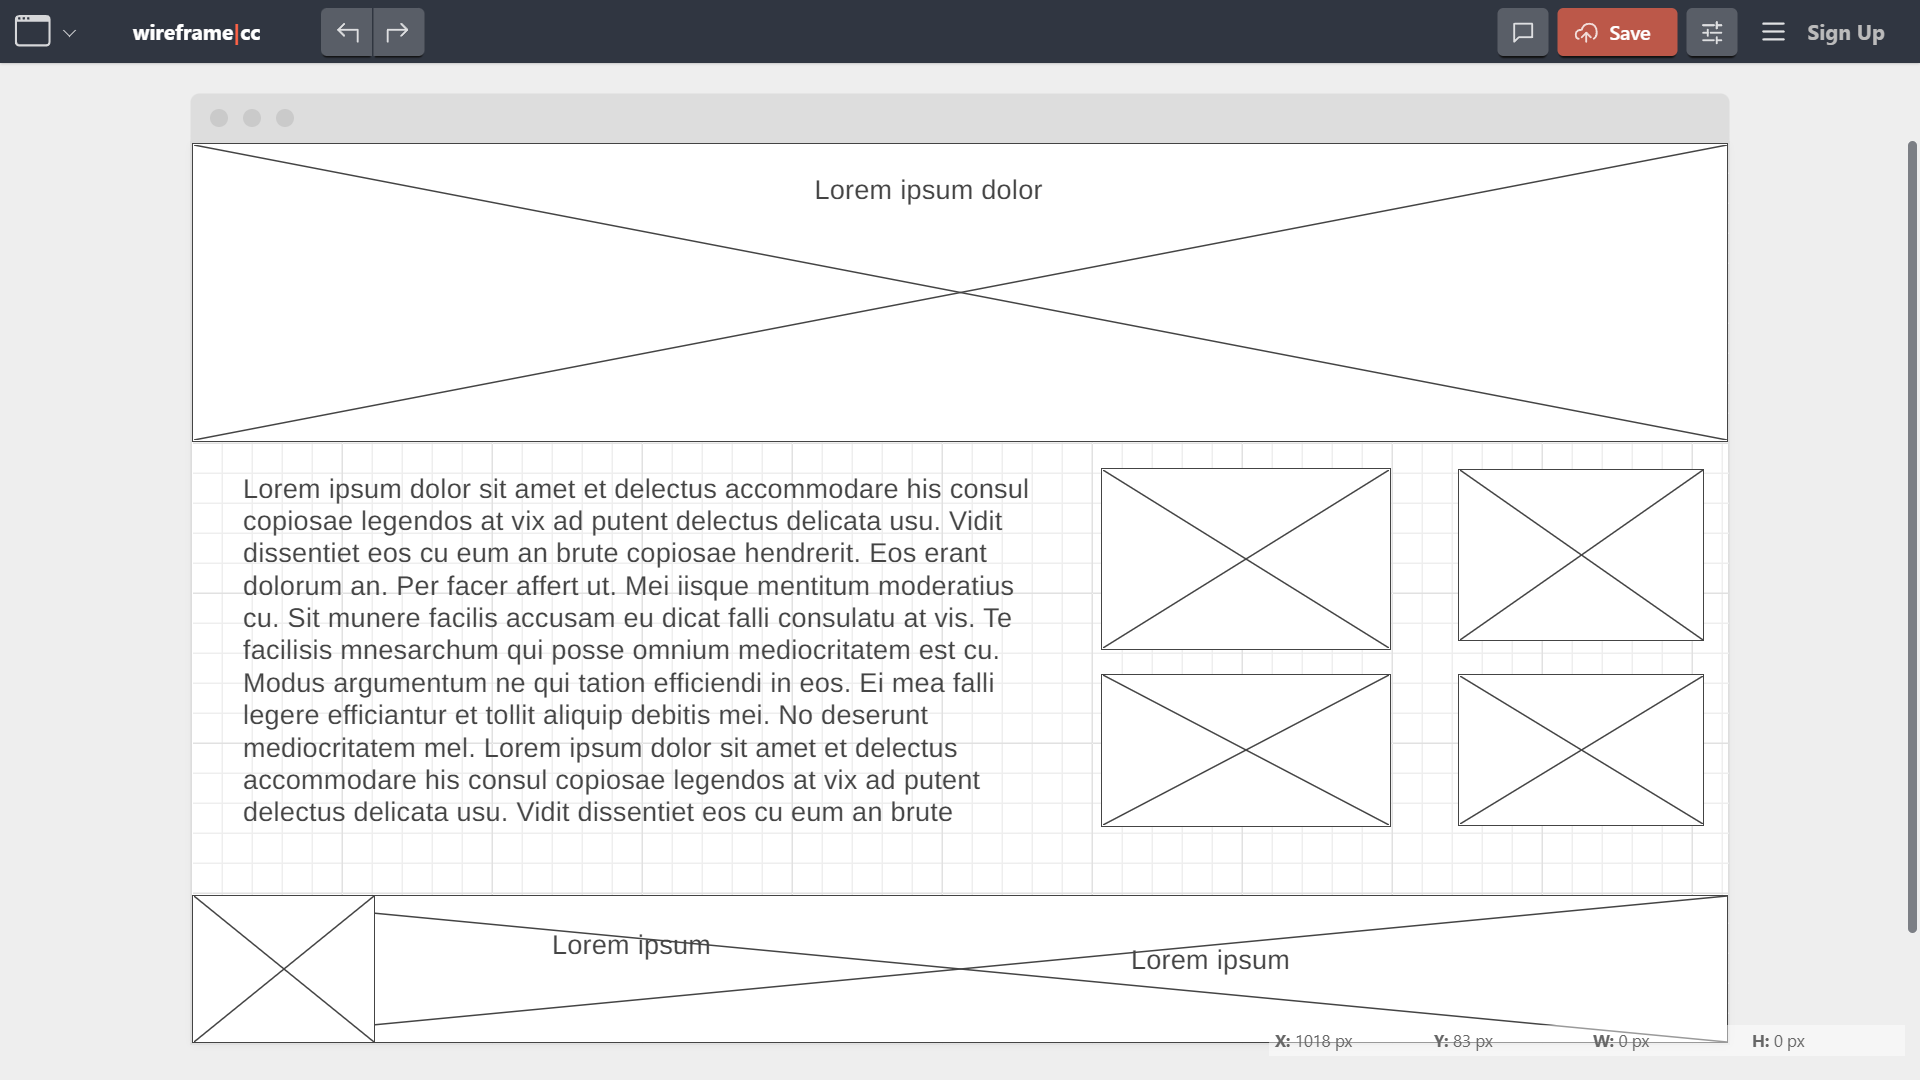 wireframe|cc
Save
Sign Up
Lorem ipsum dolor
Lorem ipsum dolor sit amet et delectus accommodare his consul
copiosae legendos at vix ad putent delectus delicata usu. Vidit
dissentiet eos cu eum an brute copiosae hendrerit. Eos erant
dolorum an. Per facer affert ut. Mei iisque mentitum moderatius
cu. Sit munere facilis accusam eu dicat falli consulatu at vis. Te
facilisis mnesarchum qui posse omnium mediocritatem est cu.
Modus argumentum ne qui tation efficiendi in eos. Ei mea falli
legere efficiantur et tollit aliquip debitis mei. No deserunt
mediocritatem mel. Lorem ipsum dolor sit amet et delectus
accommodare his consul copiosae legendos at vix ad putent
delectus delicata usu. Vidit dissentiet eos cu eum an brute
Lorem ipsum
Lorem ipsum
X: 1018 px Y: 83 px W: 0 px H: 0 px